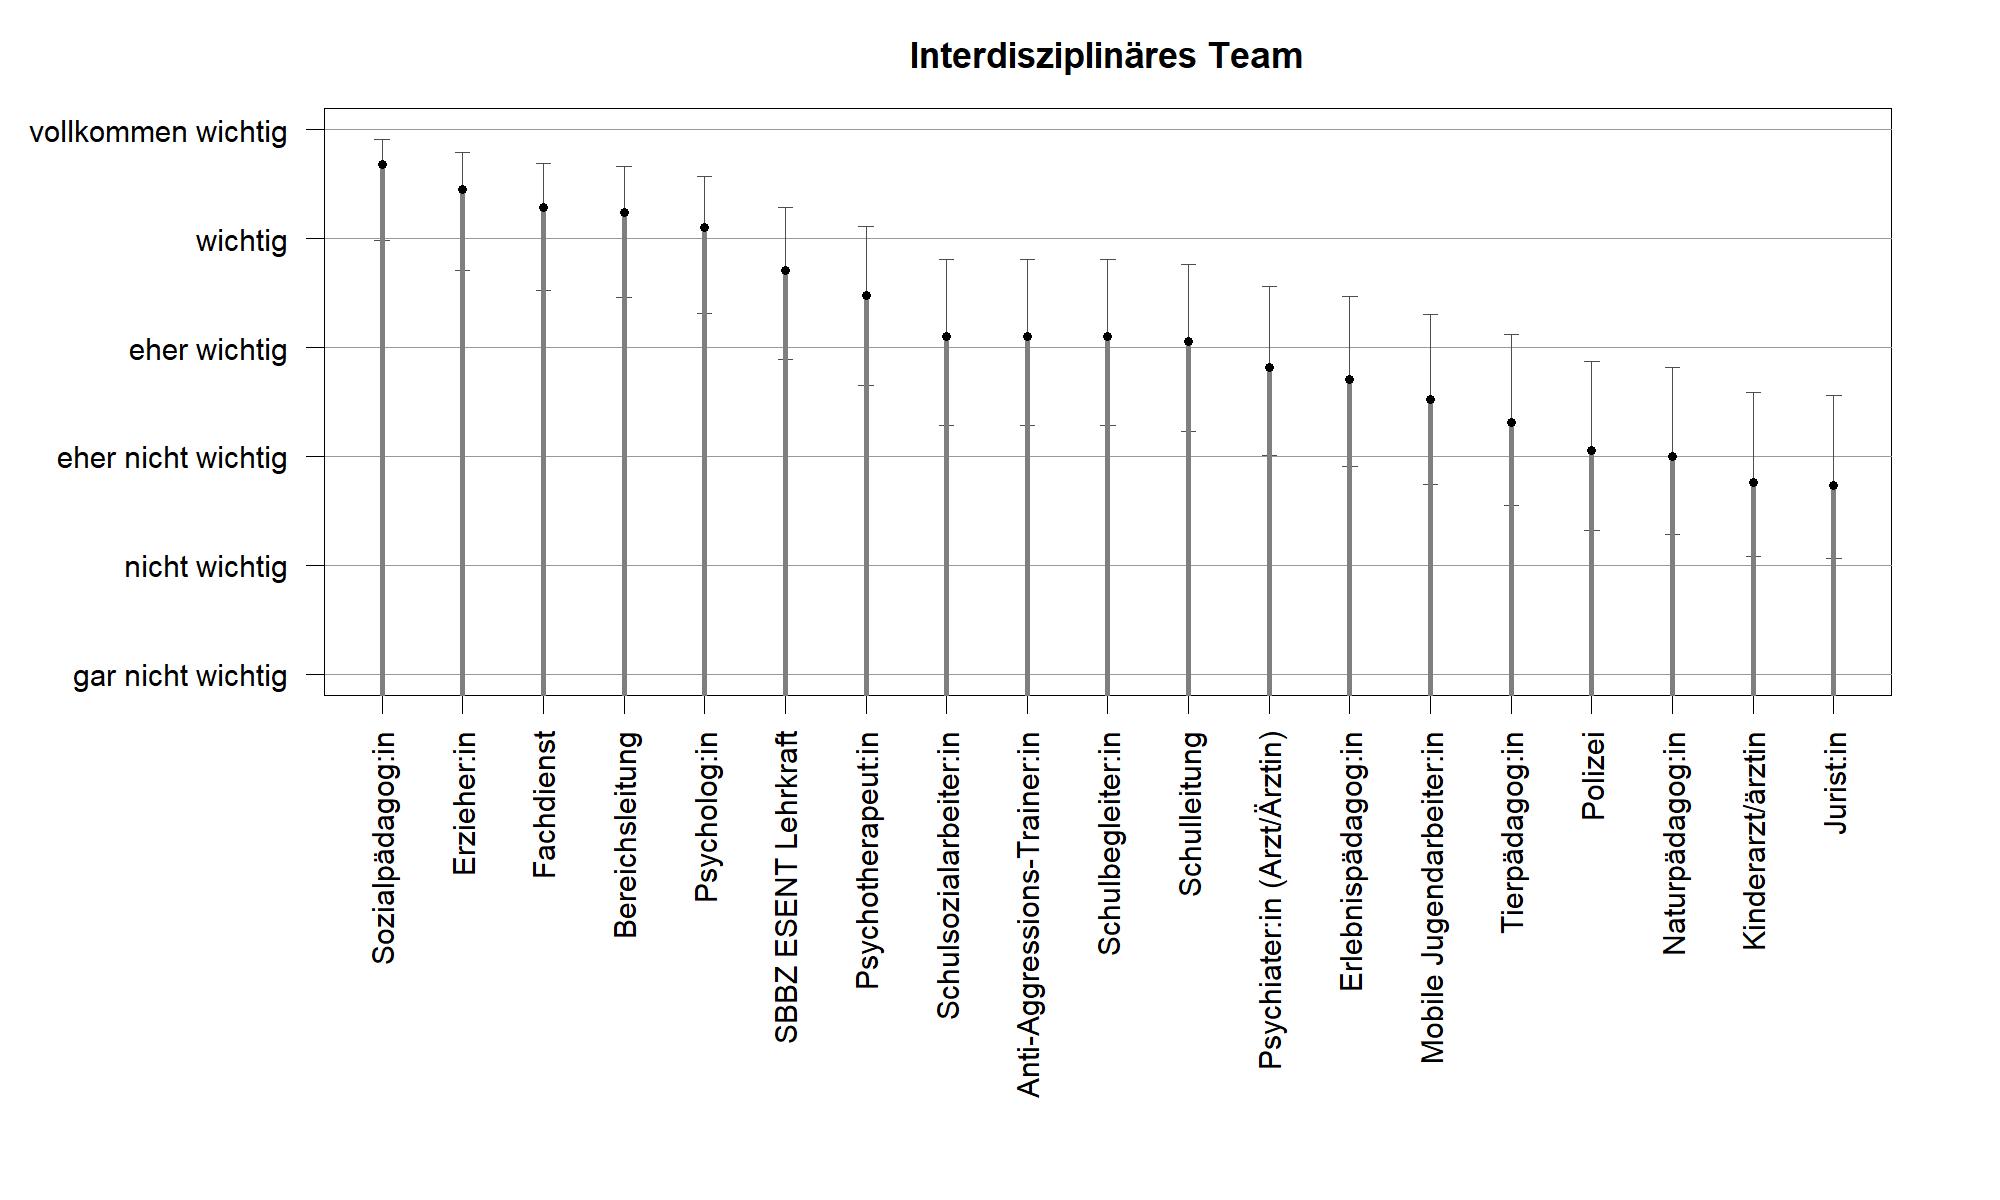 Interdisziplinäres Team
vollkommen wichtig
wichtig
eher wichtig
eher nicht wichtig
nicht wichtig
gar nicht wichtig
Sozialpädagog:in
Erzieher:in
Fachdienst
Bereichsleitung
Psycholog:in
SBBZ ESENT Lehrkraft
Psychotherapeut:in
Schulsozialarbeiter:in
Anti-Aggressions-Trainer:in
Schulbegleiter:in
Schulleitung
Psychiater:in (Arzt/Ärztin)
Erlebnispädagog:in
Mobile Jugendarbeiter:in
Tierpädagog:in
Polizei
Naturpädagog:in
Kinderarzt/ärztin
Jurist:in